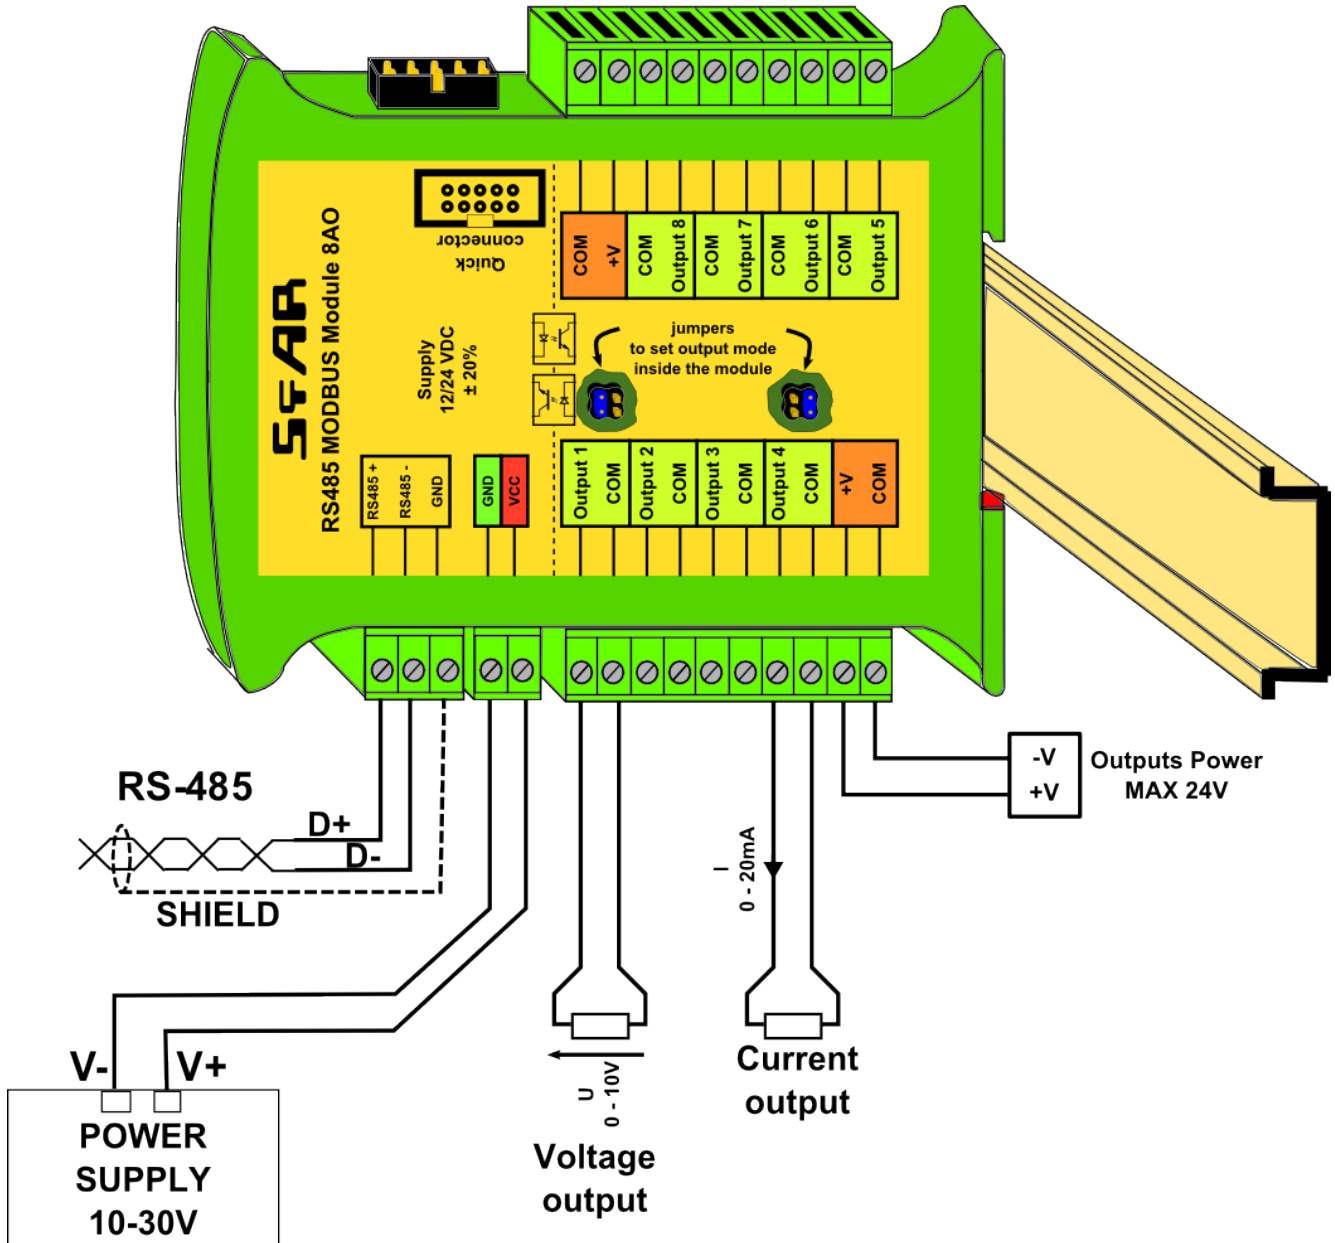 SfAR
RS485 MODBUS Module 8AO
Quick
connector
Supply
12/24 VDC
± 20%
COM
+V
COM
Output 8
COM
Output 7
COM
Output 6
COM
Output 5
jumpers
to set output mode
inside the module
RS485 +
RS485 -
GND
GND
VCC
Output 1
COM
Output 2
COM
Output 3
COM
Output 4
COM
+V
COM
-V
+V
Outputs Power
MAX 24V
RS-485
D+
D-
SHIELD
I
0 - 20mA
V-
V+
POWER
SUPPLY
10-30V
U
0 - 10V
Voltage
output
Current
output